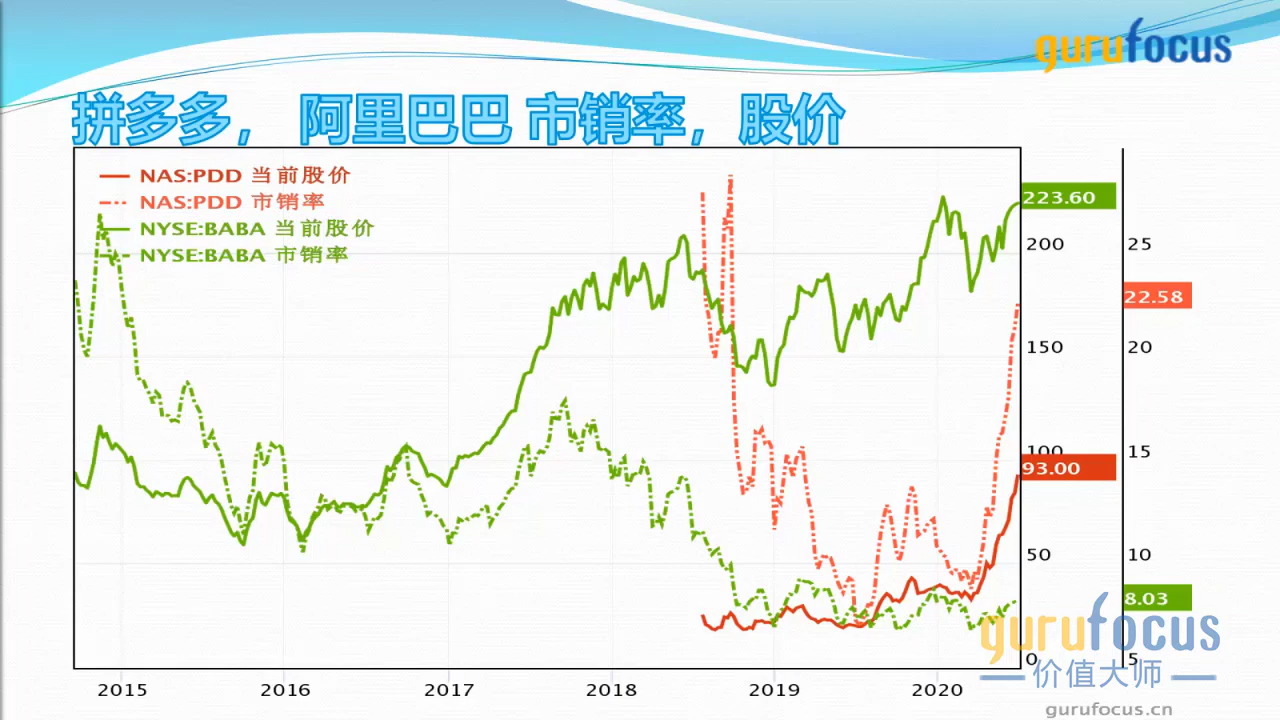 gurufocus
拼多多， 阿里巴巴 市销率，股价
NAS:PDD 当前股价
NAS:PDD 市销率
NYSE:BABA 当前股价
NYSE:BABA 市销率
223.60
200
25
22.58
150
20
100
15
93.00
50
10
8.03
gurufocus
0
5
价值大师
2015
2016
2017
2018
2019
2020
gurufocus.cn